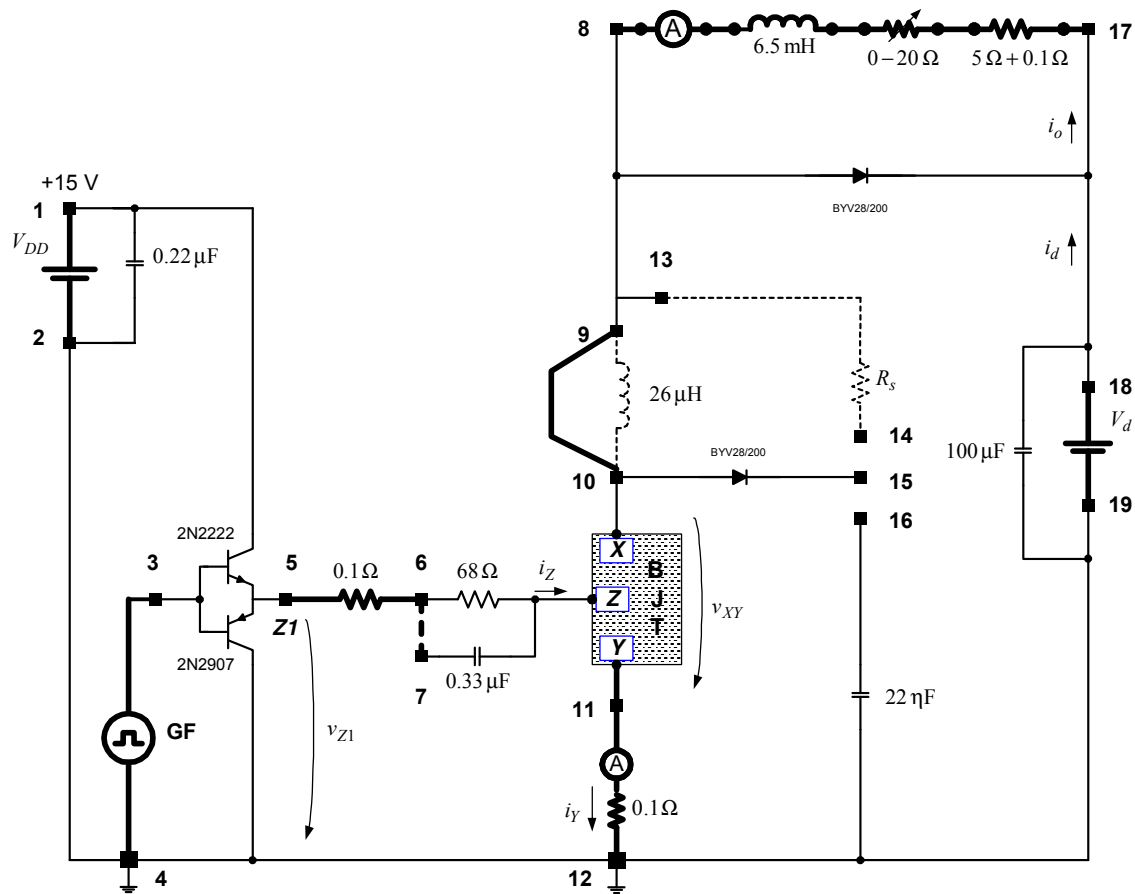 8
A
6.5 mH
0 – 20 Ω
5 Ω + 0.1 Ω
17
i_o
BYV28/200
i_d
+15 V
1
V_DD
0.22 μF
2
13
9
26 μH
R_s
14
BYV28/200
10
15
16
18
V_d
100 μF
19
2N2222
3
5
0.1 Ω
6
68 Ω
i_Z
Z1
2N2907
7
0.33 μF
X
Z
Y
B
J
T
v_XY
11
A
i_Y
0.1 Ω
22 ηF
GF
v_Z1
4
12